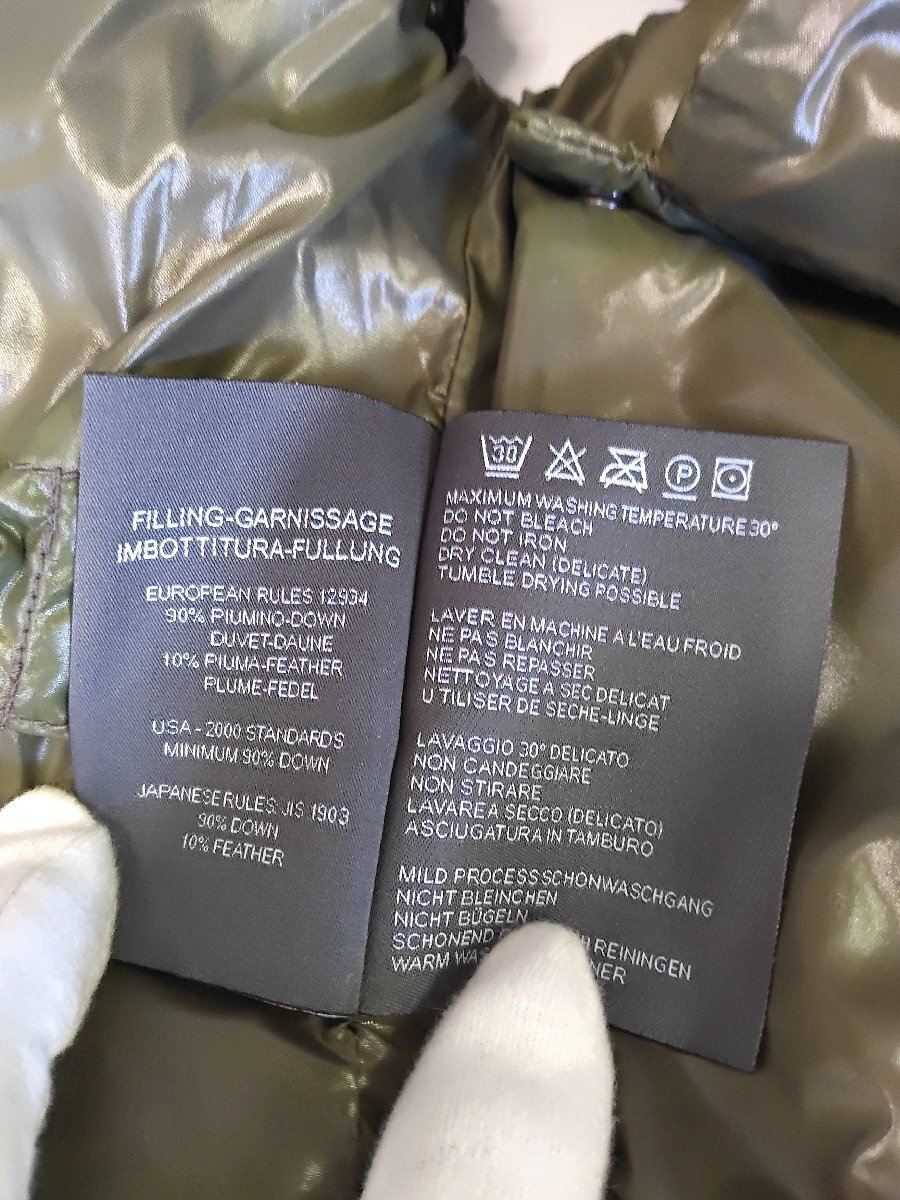 FILLING-GARNISSAGE
IMBOTTITURA-FULLUNG
EUROPEAN RULES 12934
90% PIUMINO-DOWN
DUVET-DAUNE
10% PIUMA-FEATHER
PLUME-FEDEL
USA - 2000 STANDARDS
MINIMUM 90% DOWN
JAPANESE RULES: JIS 1903
90% DOWN
10% FEATHER
30
P
MAXIMUM WASHING TEMPERATURE 30°
DO NOT BLEACH
DO NOT IRON
DRY CLEAN (DELICATE)
TUMBLE DRYING POSSIBLE
LAVER EN MACHINE A L'EAU FROID
NE PAS BLANCHIR
NE PAS REPASSER
NETTOYAGE A SEC DELICAT
U TILISER DE SECHE-LINGE
LAVAGGIO 30° DELICATO
NON CANDEGGIARE
NON STIRARE
LAVARE A SECCO (DELICATO)
ASCIUGATURA IN TAMBURO
MILD PROCESS SCHONWASCHGANG
NICHT BLEINCHEN
NICHT BÜGELN
SCHONEND REININGEN
WARM